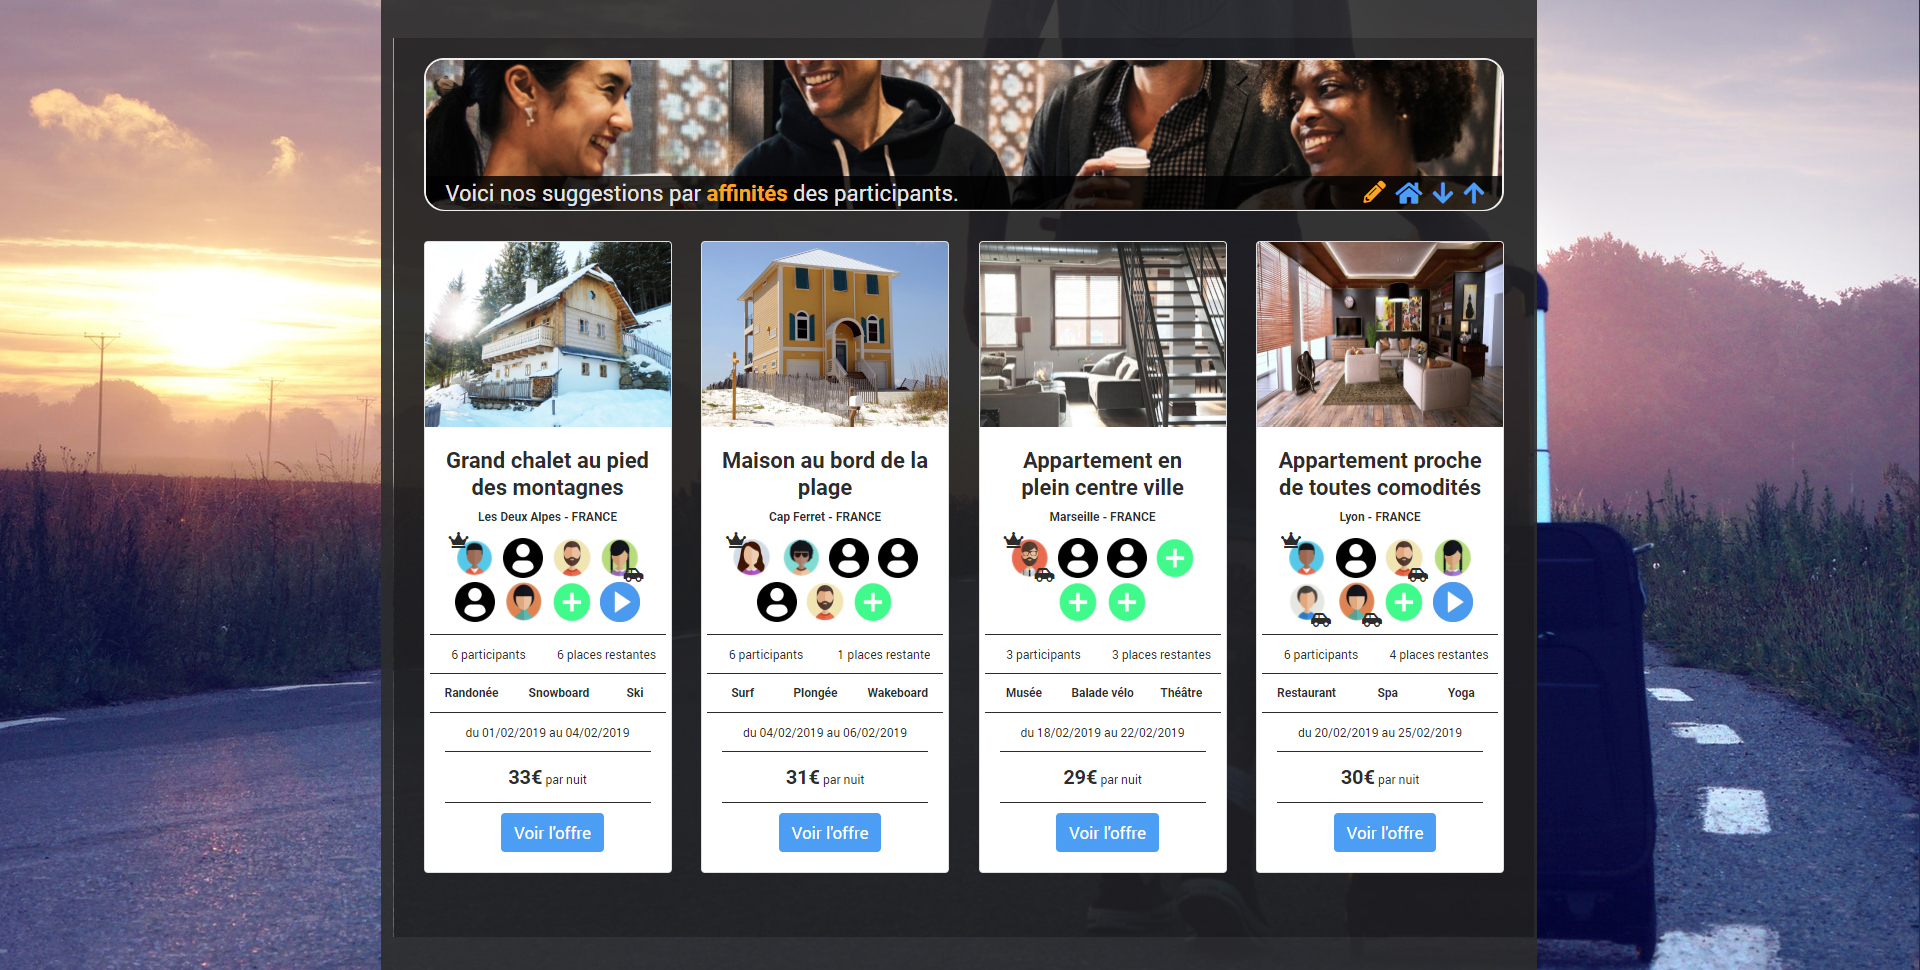 Voici nos suggestions par affinités des participants.
Grand chalet au pied
des montagnes
Les Deux Alpes - FRANCE
6 participants 6 places restantes
Randonée Snowboard Ski
du 01/02/2019 au 04/02/2019
33€ par nuit
Voir l'offre
Maison au bord de la
plage
Cap Ferret - FRANCE
6 participants 1 places restante
Surf Plongée Wakeboard
du 04/02/2019 au 06/02/2019
31€ par nuit
Voir l'offre
Appartement en
plein centre ville
Marseille - FRANCE
3 participants 3 places restantes
Musée Balade vélo Théâtre
du 18/02/2019 au 22/02/2019
29€ par nuit
Voir l'offre
Appartement proche
de toutes comodités
Lyon - FRANCE
6 participants 4 places restantes
Restaurant Spa Yoga
du 20/02/2019 au 25/02/2019
30€ par nuit
Voir l'offre